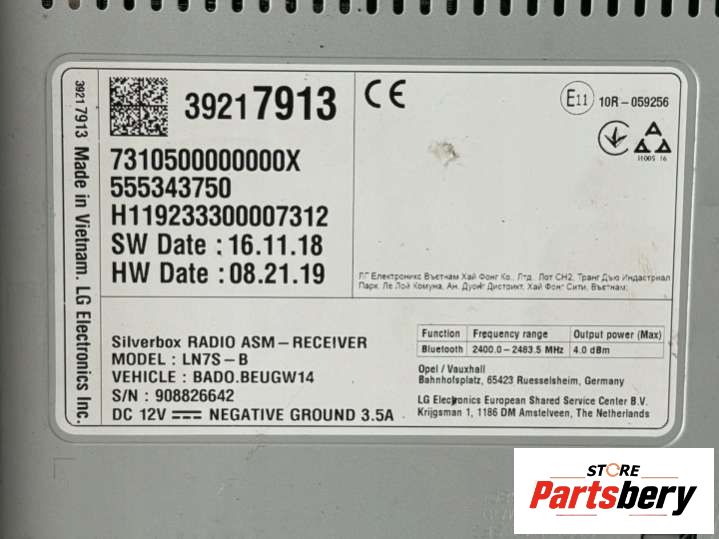 39217913 Made in Vietnam. LG Electronics Inc.
39217913
7310500000000X
555343750
H119233300007312
SW Date : 16.11.18
HW Date : 08.21.19
CE
E11 10R-059256
И005 16
ЛГ Електроникс Вьетнам Хай Фонг Ко., Лтд. Лот СН2, Транг Дью Индастриал
Парк, Ле Лой Комуна, Ан. Дуонг Дистрикт, Хай Фонг Сити, Вьетнам;
Silverbox RADIO ASM-RECEIVER
MODEL : LN7S-B
VEHICLE : BADO.BEUGW14
S/N : 908826642
DC 12V NEGATIVE GROUND 3.5A
Function Frequency range Output power (Max)
Bluetooth 2400.0-2483.5 MHz 4.0 dBm
Opel / Vauxhall
Bahnhofsplatz, 65423 Ruesselsheim, Germany
LG Electronics European Shared Service Center B.V.
Krijgsman 1, 1186 DM Amstelveen, The Netherlands
STORE
Partsbery